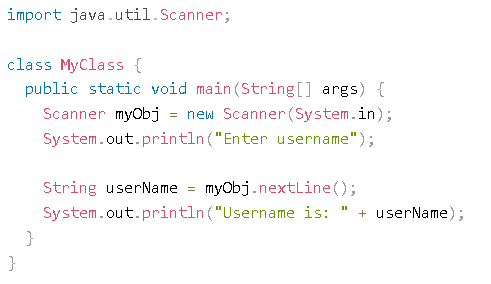 import java.util.Scanner;
class MyClass {
public static void main(String[] args) {
Scanner myObj = new Scanner(System.in);
System.out.println("Enter username");
String userName = myObj.nextLine();
System.out.println("Username is: " + userName);
}
}